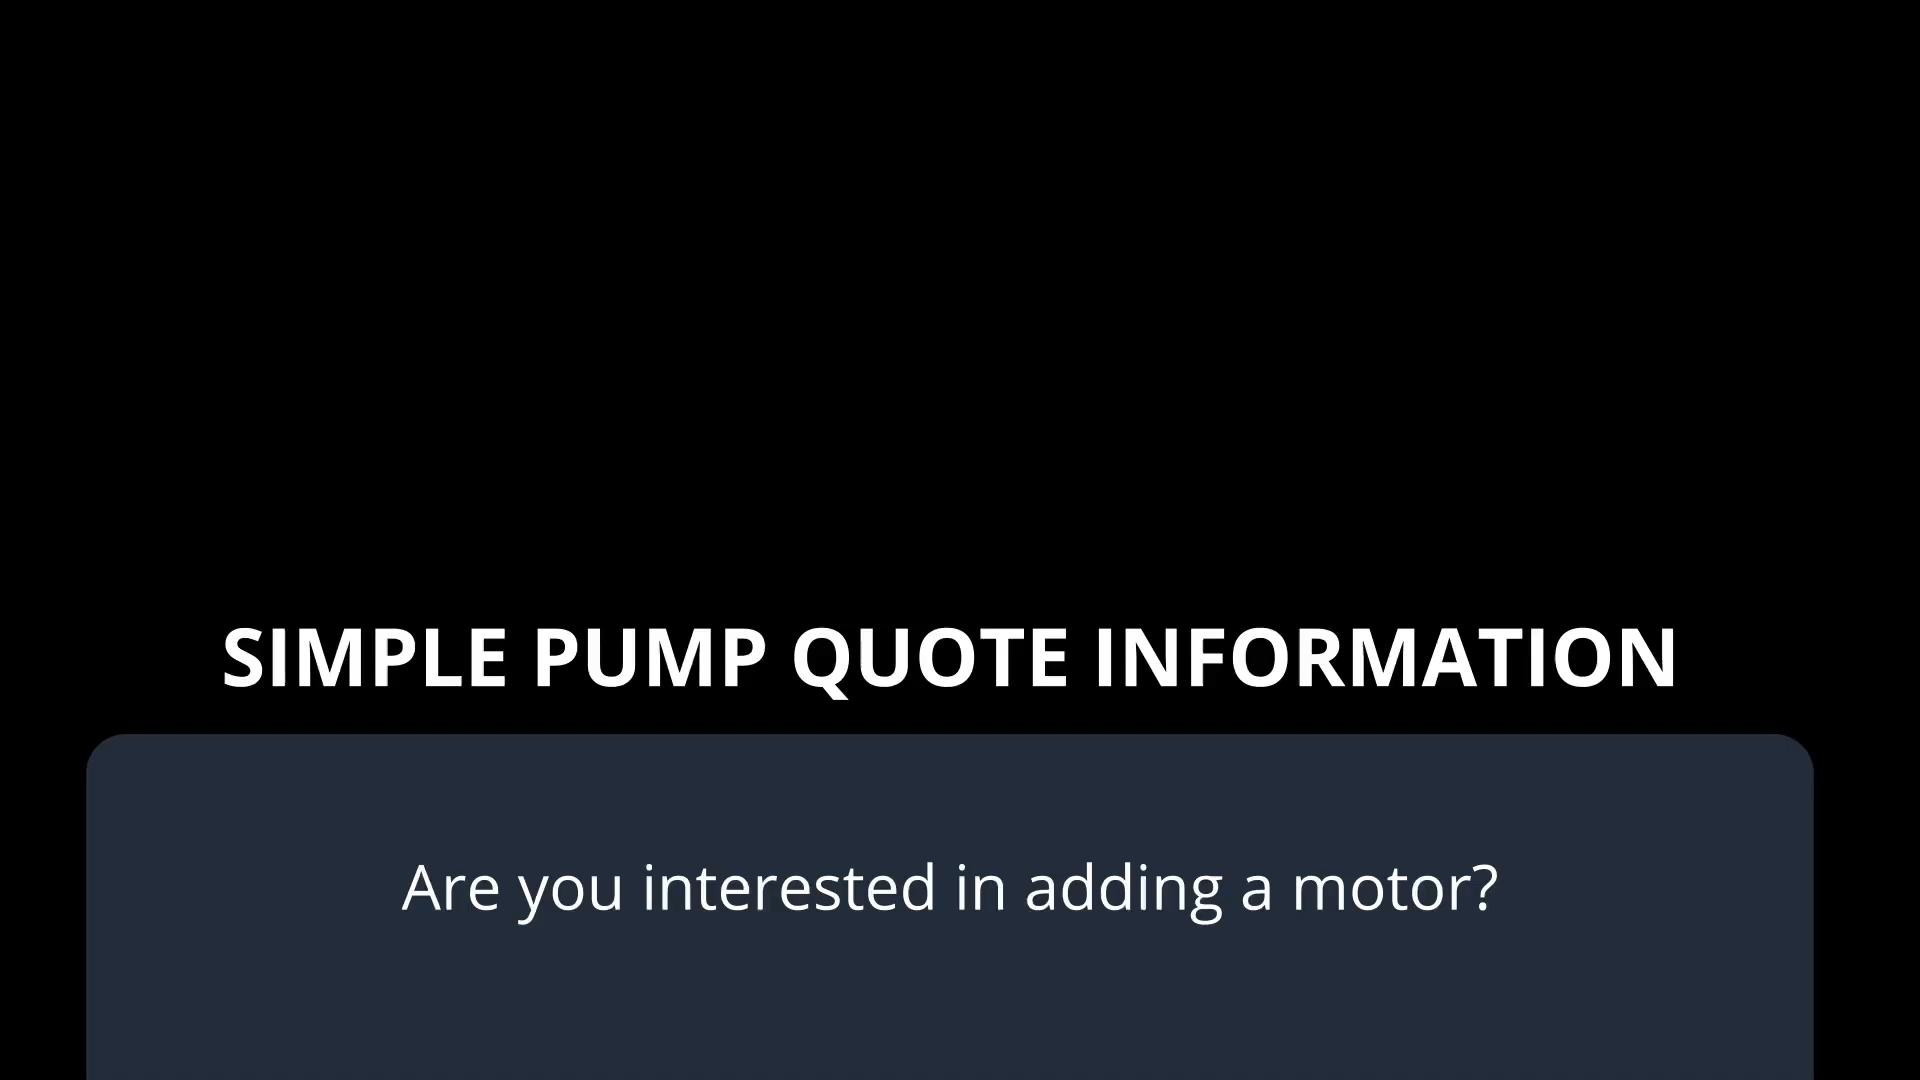 SIMPLE PUMP QUOTE INFORMATION
Are you interested in adding a motor?